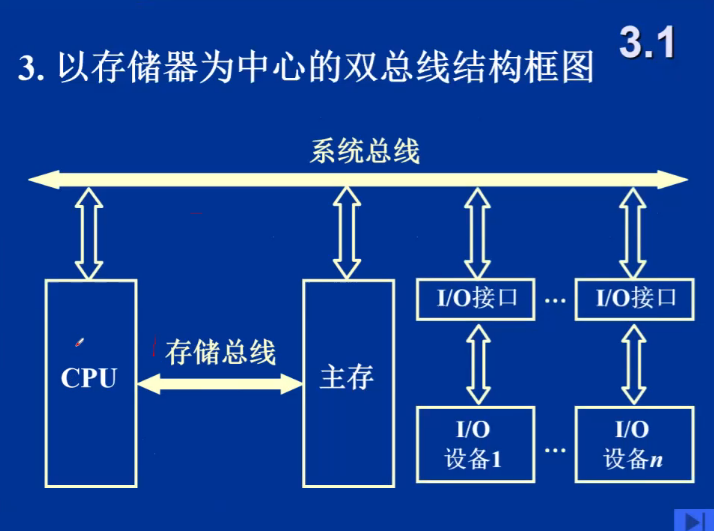 3.1
3. 以存储器为中心的双总线结构框图
系统总线
I/O接口
…
I/O接口
存储总线
CPU
主存
I/O
设备1
…
I/O
设备n